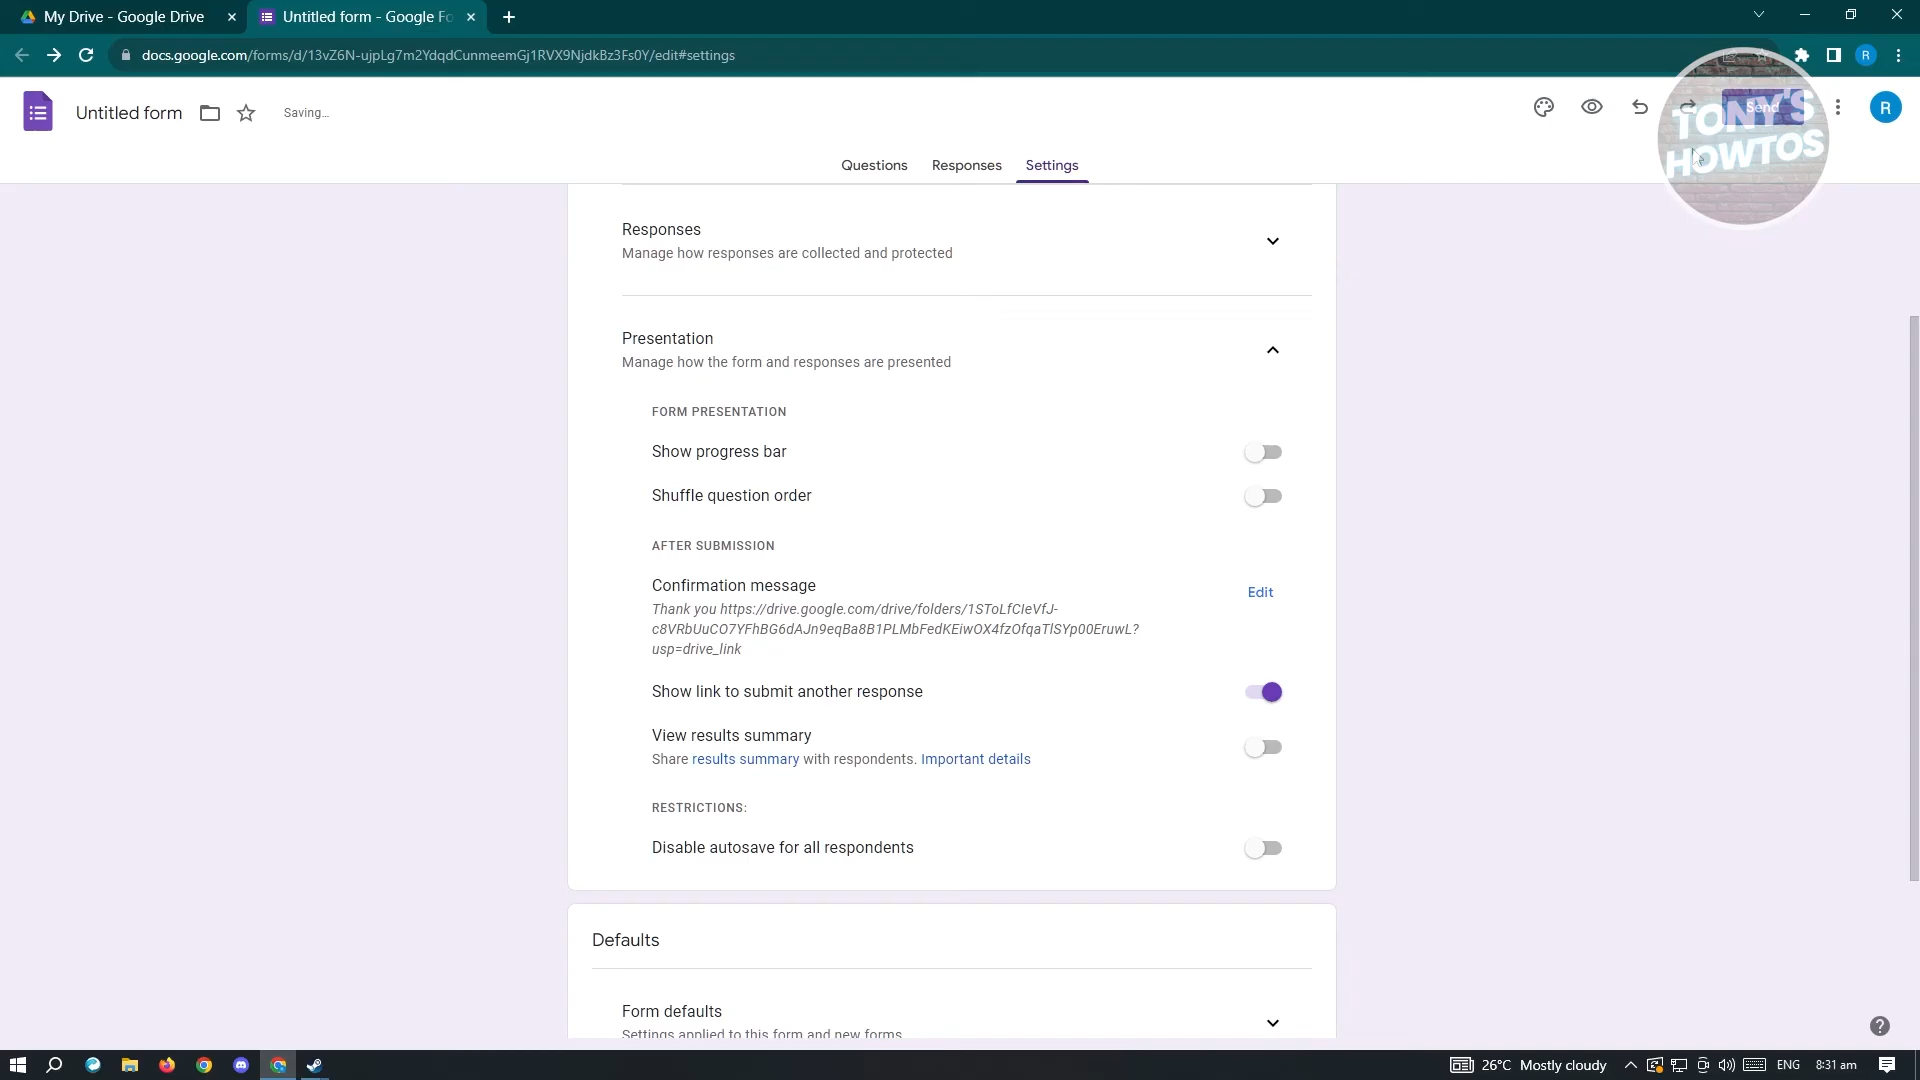 My Drive - Google Drive
Untitled form - Google Fo
docs.google.com/forms/d/13vZ6N-ujpLg7m2YdqdCunmeemGj1RVX9NjdkBz3Fs0Y/edit#settings
R
Untitled form
Saving...
Send
R
TONY'S
HOWTOS
Questions
Responses
Settings
Responses
Manage how responses are collected and protected
Presentation
Manage how the form and responses are presented
FORM PRESENTATION
Show progress bar
Shuffle question order
AFTER SUBMISSION
Confirmation message
Edit
Thank you https://drive.google.com/drive/folders/1SToLfCIeVfJ-
c8VRbUuCO7YFhBG6dAJn9eqBa8B1PLMbFedKEiwOX4fzOfqaTlSYp00EruwL?
usp=drive_link
Show link to submit another response
View results summary
Share results summary with respondents. Important details
RESTRICTIONS:
Disable autosave for all respondents
Defaults
Form defaults
Settings applied to this form and new forms
26°C Mostly cloudy
ENG
8:31 am